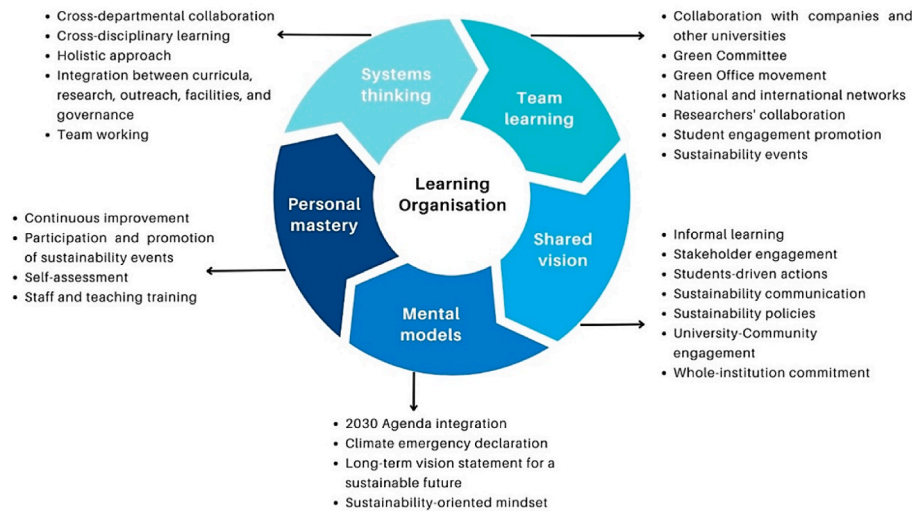 • Cross-departmental collaboration
• Cross-disciplinary learning
• Holistic approach
• Integration between curricula,
research, outreach, facilities, and
governance
• Team working
Systems
thinking
• Collaboration with companies and
other universities
• Green Committee
• Green Office movement
• National and international networks
• Researchers' collaboration
• Student engagement promotion
• Sustainability events
Team
learning
Learning
Organisation
Personal
mastery
• Continuous improvement
• Participation and promotion
of sustainability events
• Self-assessment
• Staff and teaching training
Shared
vision
• Informal learning
• Stakeholder engagement
• Students-driven actions
• Sustainability communication
• Sustainability policies
• University-Community
engagement
• Whole-institution commitment
Mental
models
• 2030 Agenda integration
• Climate emergency declaration
• Long-term vision statement for a
sustainable future
• Sustainability-oriented mindset